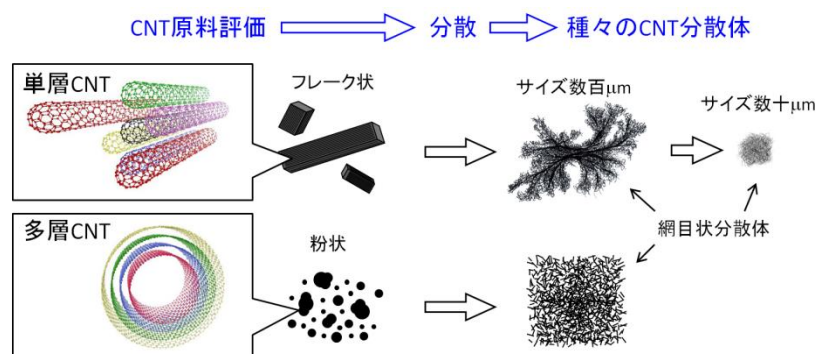 CNT原料評価
分散
種々のCNT分散体
単層CNT
フレーク状
サイズ数百μm
サイズ数十μm
網目状分散体
多層CNT
粉状